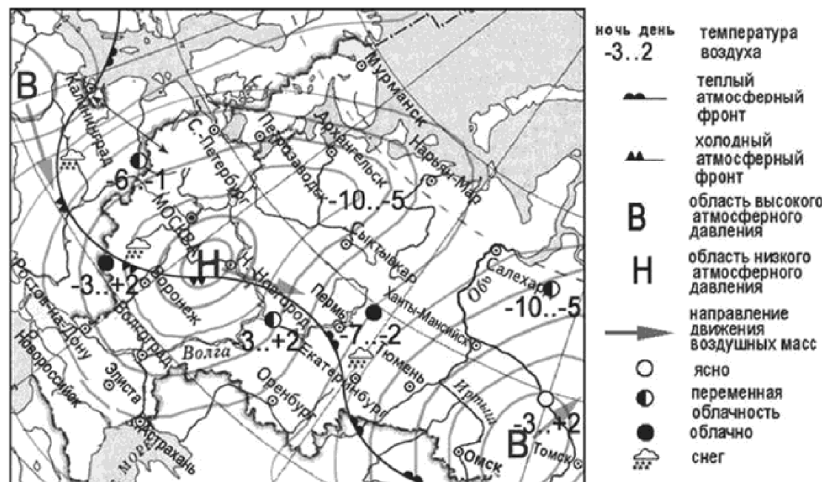 В
Калининград
-6..-1
С.-Петербург
Петрозаводск
Архангельск
Мурманск
Нарьян-Мар
-10..-5
МОСКВА
Сыктывкар
Н
Н. Новгород
-3..+2
Воронеж
Ростов-на-Дону
Новороссийск
Волгоград
Элиста
Астрахань
МОРЕ
Волга
3..+2
Оренбург
Пермь
-7..-2
Екатеринбург
Ханты-Мансийск
Тюмень
Иртыш
Салехард
Обь
-10..-5
-3..+2
В
Томск
Омск
ночь день
-3..2
температура
воздуха
теплый
атмосферный
фронт
холодный
атмосферный
фронт
В
область высокого
атмосферного
давления
Н
область низкого
атмосферного
давления
направление
движения
воздушных масс
ясно
переменная
облачность
облачно
снег